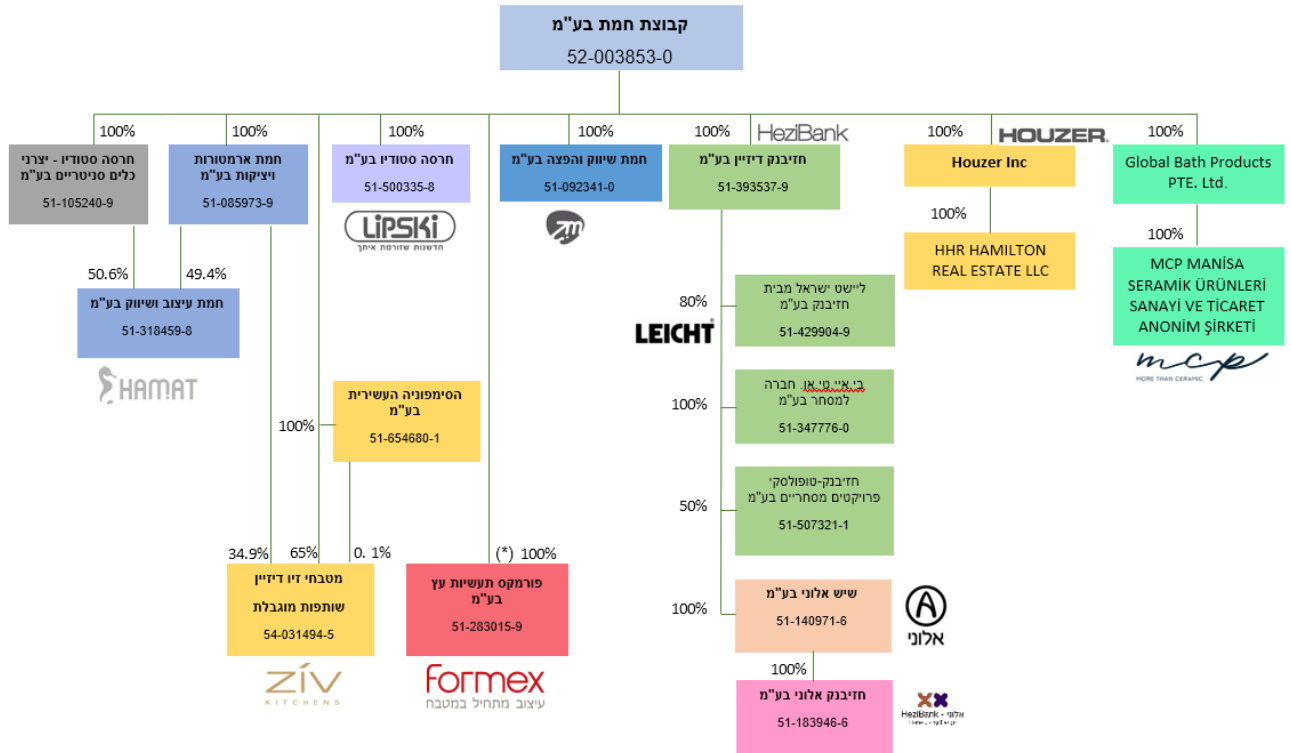 קבוצת חמת בע"מ
52-003853-0
100%
100%
100%
100%
100%
HeziBank
100%
HOUZER®
100%
חרסה סטודיו - יצרני
כלים סניטריים בע"מ
51-105240-9
חמת ארמטורות
ויציקות בע"מ
51-085973-9
חרסה סטודיו בע"מ
51-500335-8
LiPSKi
חדשנות שזורמת איתך
חמת שיווק והפצה בע"מ
51-092341-0
חזיבנק דיזיין בע"מ
51-393537-9
Houzer Inc
100%
HHR HAMILTON
REAL ESTATE LLC
Global Bath Products
PTE. Ltd.
100%
MCP MANİSA
SERAMİK ÜRÜNLERİ
SANAYİ VE TİCARET
ANONİM ŞİRKETİ
mcp
MORE THAN CERAMIC
50.6%
49.4%
חמת עיצוב ושיווק בע"מ
51-318459-8
HAMAT
80%
LEICHT®
ליישט ישראל מבית
חזיבנק בע"מ
51-429904-9
100%
הסימפוניה העשירית
בע"מ
51-654680-1
100%
בי.איי.טי.און. חברה
למסחר בע"מ
51-347776-0
50%
חזיבנק-טופולסקי
פרויקטים מסחריים בע"מ
51-507321-1
34.9%
65%
0. 1%
(*) 100%
מטבחי זיו דיזיין
שותפות מוגבלת
54-031494-5
ZIV
KITCHENS
פורמקס תעשיות עץ
בע"מ
51-283015-9
formex
עיצוב מתחיל במטבח
100%
שיש אלוני בע"מ
51-140971-6
אלוני
100%
חזיבנק אלוני בע"מ
51-183946-6
HeziBank - אלוני